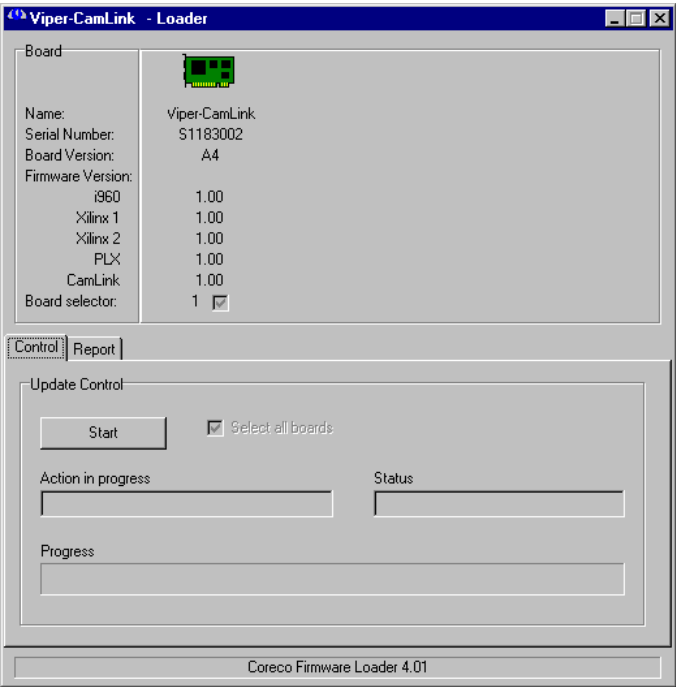 Viper-CamLink - Loader
Board
Name: Viper-CamLink
Serial Number: S1183002
Board Version: A4
Firmware Version:
i960 1.00
Xilinx 1 1.00
Xilinx 2 1.00
PLX 1.00
CamLink 1.00
Board selector: 1
Control Report
Update Control
Start Select all boards
Action in progress Status
Progress
Coreco Firmware Loader 4.01